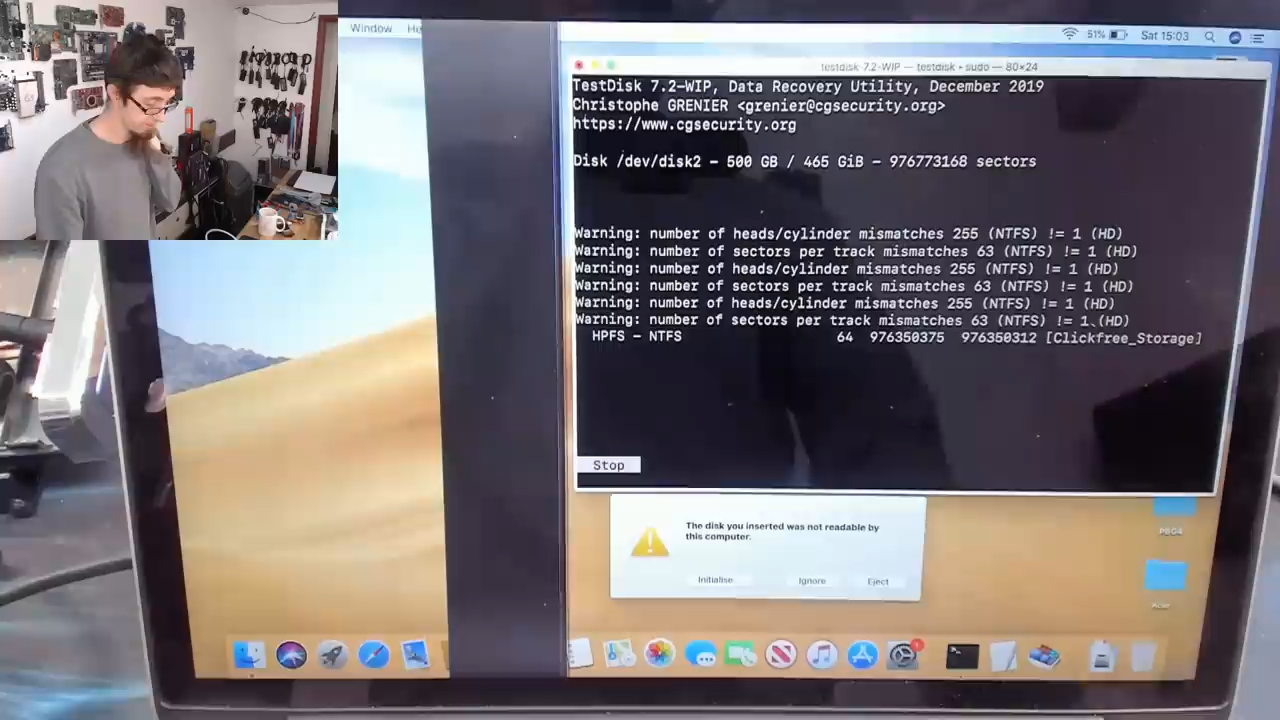 Window He
51% Sat 15:03
testdisk-7.2-WIP — testdisk • sudo — 80×24
TestDisk 7.2-WIP, Data Recovery Utility, December 2019
Christophe GRENIER <grenier@cgsecurity.org>
https://www.cgsecurity.org
Disk /dev/disk2 - 500 GB / 465 GiB - 976773168 sectors
Warning: number of heads/cylinder mismatches 255 (NTFS) != 1 (HD)
Warning: number of sectors per track mismatches 63 (NTFS) != 1 (HD)
Warning: number of heads/cylinder mismatches 255 (NTFS) != 1 (HD)
Warning: number of sectors per track mismatches 63 (NTFS) != 1 (HD)
Warning: number of heads/cylinder mismatches 255 (NTFS) != 1 (HD)
Warning: number of sectors per track mismatches 63 (NTFS) != 1 (HD)
HPFS - NTFS 64 976350375 976350312 [Clickfree_Storage]
Stop
The disk you inserted was not readable by
this computer.
Initialise Ignore Eject